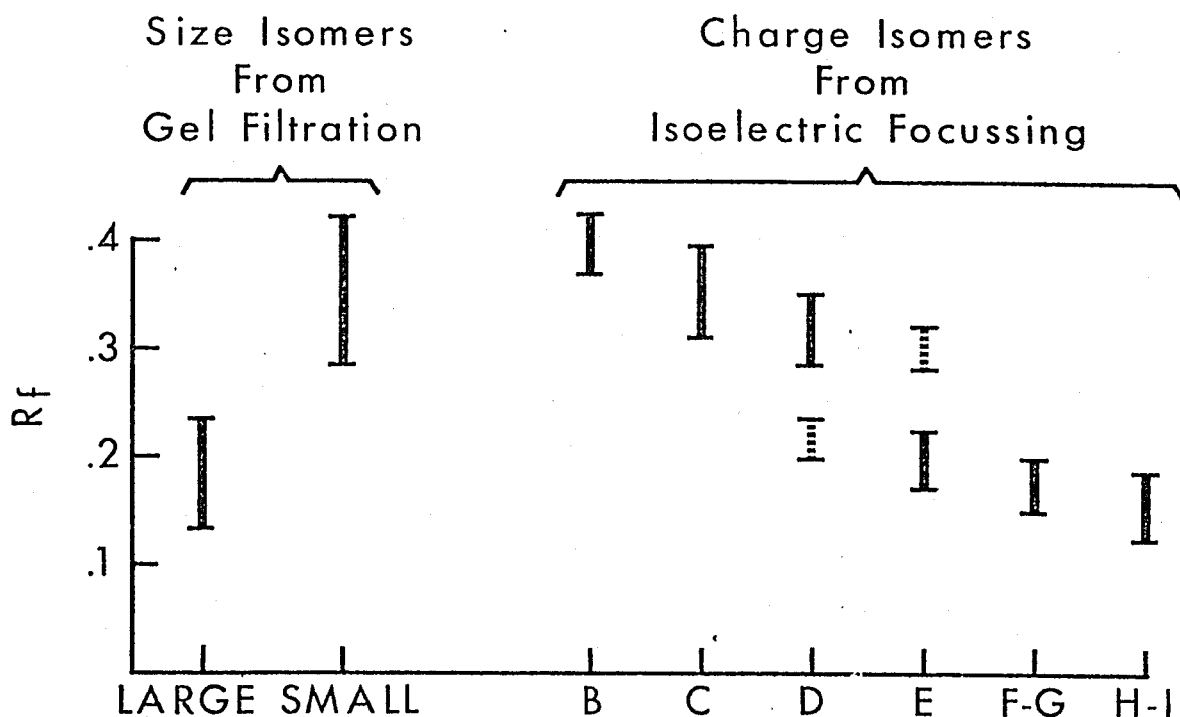 Size Isomers
From
Gel Filtration
Charge Isomers
From
Isoelectric Focussing
.4
.3
.2
.1
Rf
LARGE SMALL B C D E F-G H-I